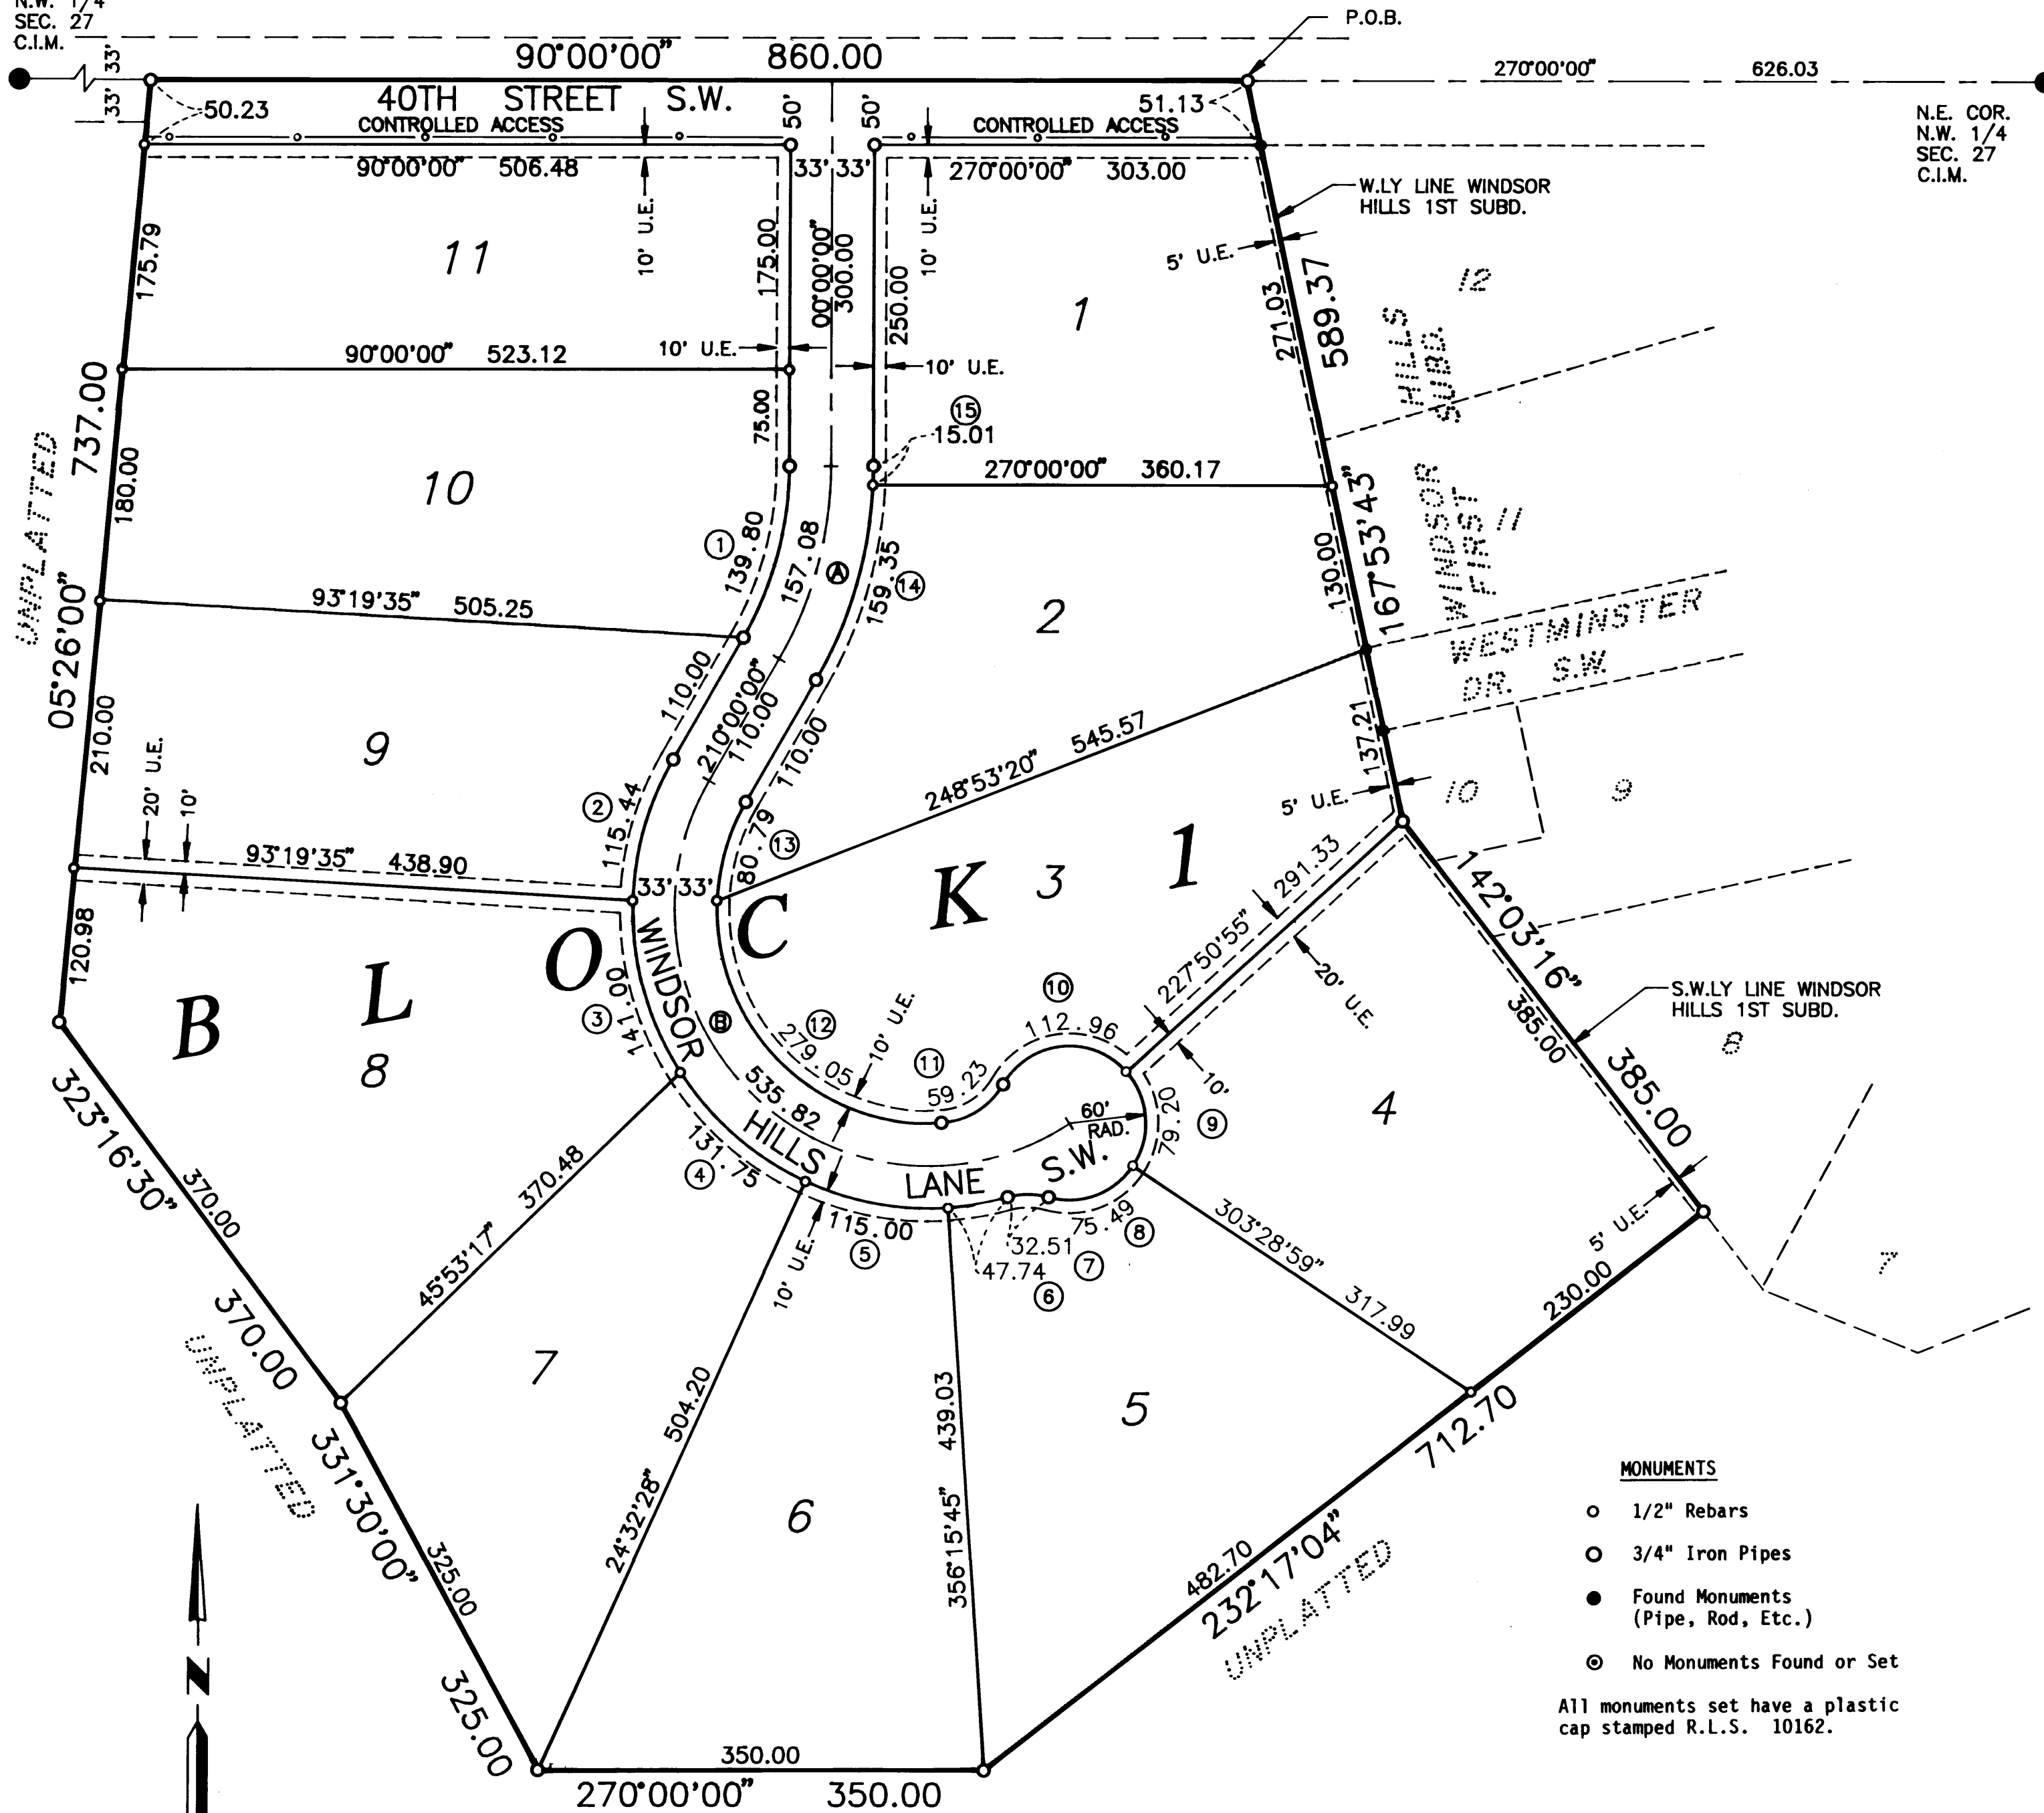 N.W. 1/4
SEC. 27
C.I.M.
33'
33'
P.O.B.
90°00'00" 860.00
270°00'00" 626.03
50.23
40TH STREET S.W.
50'
50'
51.13
CONTROLLED ACCESS
CONTROLLED ACCESS
N.E. COR.
N.W. 1/4
SEC. 27
C.I.M.
90°00'00" 506.48
33' 33'
270°00'00" 303.00
W.LY LINE WINDSOR
HILLS 1ST SUBD.
175.79
11
10' U.E.
175.00
00°00'00"
300.00
250.00
10' U.E.
1
5' U.E.
271.03
589.37
12
HILLS
SUBD.
90°00'00" 523.12
10' U.E.
10' U.E.
15
15.01
737.00
UNPLATTED
180.00
10
75.00
270°00'00" 360.17
167°53'43"
WINDSOR
FIRST
11
1
139.80
157.08
A
159.35
14
130.00
2
93°19'35" 505.25
WESTMINSTER
DR. S.W.
05°26'00"
210.00
9
110.00
210°00'00"
110.00
110.00
248°53'20" 545.57
137.21
5' U.E.
10
9
20' U.E.
10'
2
115.44
80.79
13
93°19'35" 438.90
33' 33'
BLOCK 1
3
291.33
227°50'55"
20' U.E.
10'
142°03'16"
385.00
385.00
S.W.LY LINE WINDSOR
HILLS 1ST SUBD.
8
120.98
8
3
141.00
WINDSOR
B
12
279.05
10' U.E.
10
112.96
11
59.23
60'
RAD.
79.20
9
4
535.82
HILLS
LANE
S.W.
131.75
4
115.00
5
10' U.E.
47.74
6
32.51
7
75.49
8
303°28'59" 317.99
5' U.E.
7
230.00
323°16'30"
370.00
370.00
45°53'17" 370.48
UNPLATTED
7
24°32'28" 504.20
6
356°15'45" 439.03
5
712.70
482.70
232°17'04"
UNPLATTED
331°30'00"
325.00
325.00
350.00
270°00'00" 350.00
N
MONUMENTS
1/2" Rebars
3/4" Iron Pipes
Found Monuments
(Pipe, Rod, Etc.)
No Monuments Found or Set
All monuments set have a plastic
cap stamped R.L.S. 10162.